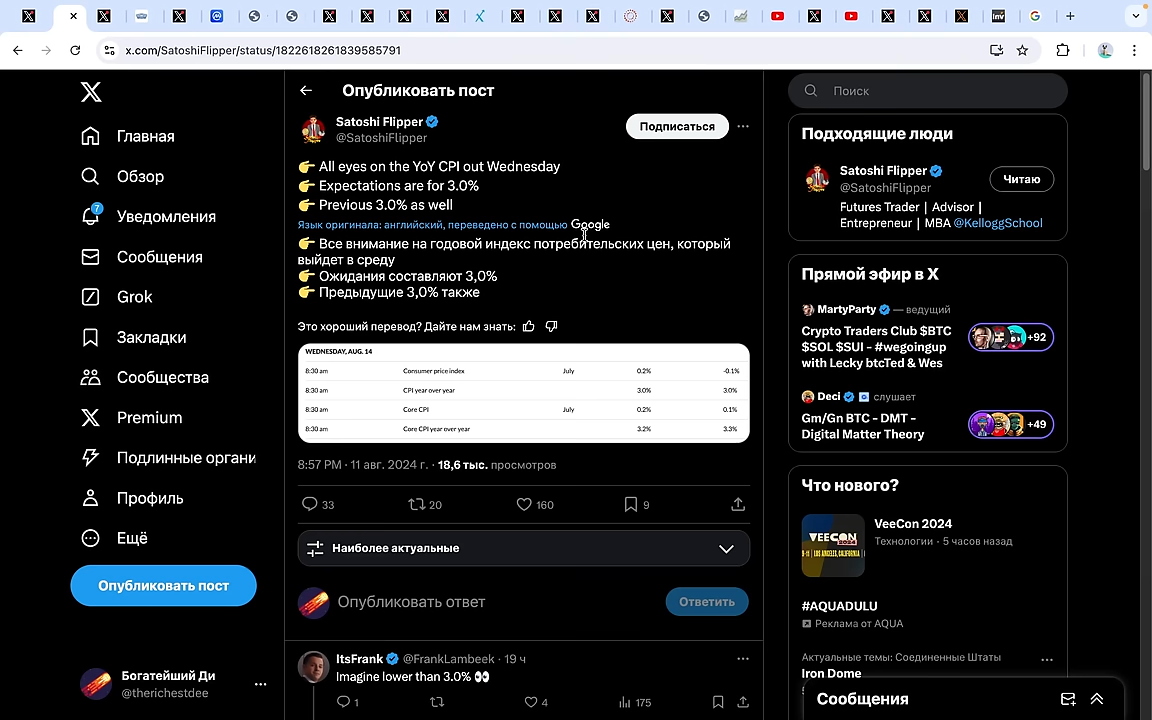 x.com/SatoshiFlipper/status/1822618261839585791
Главная
Обзор
7
Уведомления
Сообщения
Grok
Закладки
Сообщества
Premium
Подлинные органи
Профиль
Ещё
Опубликовать пост
Богатейший Ди
@therichestdee
Опубликовать пост
Satoshi Flipper
@SatoshiFlipper
Подписаться
👉 All eyes on the YoY CPI out Wednesday
👉 Expectations are for 3.0%
👉 Previous 3.0% as well
Язык оригинала: английский, переведено с помощью Google
👉 Все внимание на годовой индекс потребительских цен, который
выйдет в среду
👉 Ожидания составляют 3,0%
👉 Предыдущие 3,0% также
Это хороший перевод? Дайте нам знать:
WEDNESDAY, AUG. 14
8:30 am Consumer price index July 0.2% -0.1%
8:30 am CPI year over year 3.0% 3.0%
8:30 am Core CPI July 0.2% 0.1%
8:30 am Core CPI year over year 3.2% 3.3%
8:57 PM · 11 авг. 2024 г. · 18,6 тыс. просмотров
33 20 160 9
Наиболее актуальные
Опубликовать ответ
Ответить
ItsFrank @FrankLambeek · 19 ч
Imagine lower than 3.0% 👀
1 4 175
Поиск
Подходящие люди
Satoshi Flipper
@SatoshiFlipper
Читаю
Futures Trader | Advisor |
Entrepreneur | MBA @KelloggSchool
Прямой эфир в X
MartyParty — ведущий
Crypto Traders Club $BTC
$SOL $SUI - #wegoingup
with Lecky btcTed & Wes
+92
Deci слушает
Gm/Gn BTC - DMT -
Digital Matter Theory
+49
Что нового?
VEECON
VeeCon 2024
Технологии · 5 часов назад
#AQUADULU
Реклама от AQUA
Актуальные темы: Соединенные Штаты
Iron Dome
Сообщения